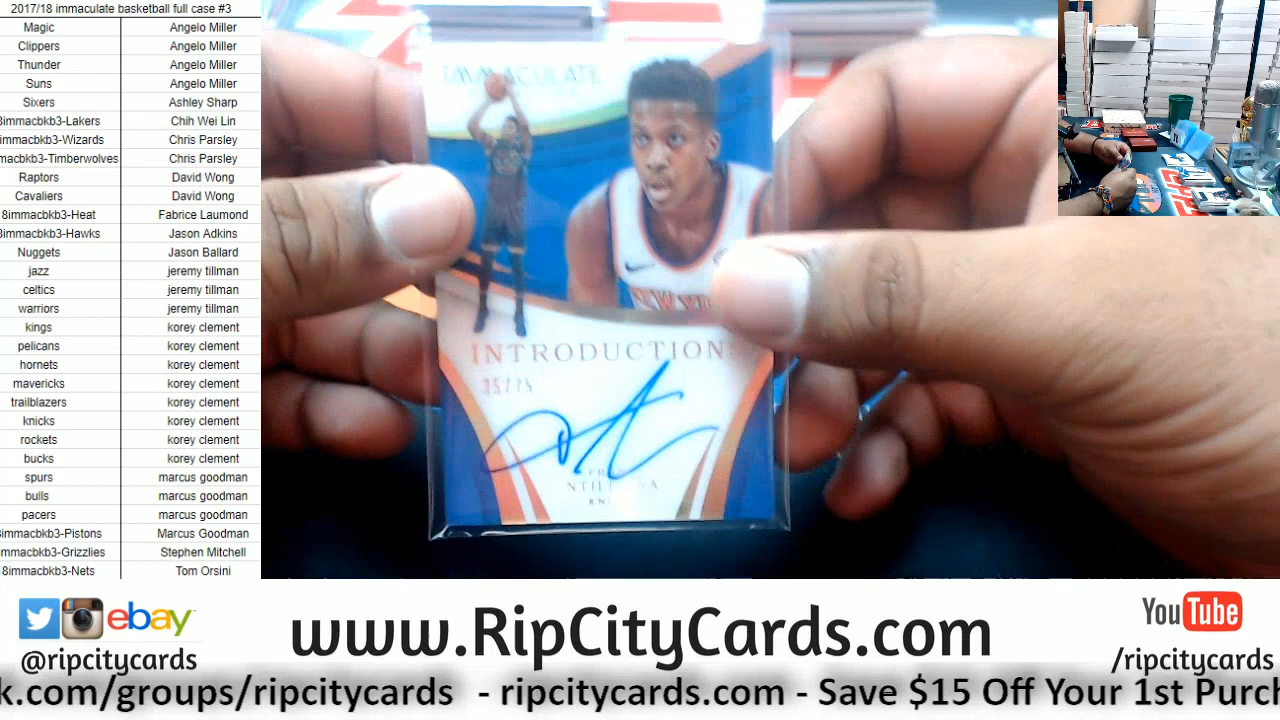 2017/18 immaculate basketball full case #3
Magic Angelo Miller
Clippers Angelo Miller
Thunder Angelo Miller
Suns Angelo Miller
Sixers Ashley Sharp
8immacbkb3-Lakers Chih Wei Lin
immacbkb3-Wizards Chris Parsley
macbkb3-Timberwolves Chris Parsley
Raptors David Wong
Cavaliers David Wong
8immacbkb3-Heat Fabrice Laumond
8immacbkb3-Hawks Jason Adkins
Nuggets Jason Ballard
jazz jeremy tillman
celtics jeremy tillman
warriors jeremy tillman
kings korey clement
pelicans korey clement
hornets korey clement
mavericks korey clement
trailblazers korey clement
knicks korey clement
rockets korey clement
bucks korey clement
spurs marcus goodman
bulls marcus goodman
pacers marcus goodman
immacbkb3-Pistons Marcus Goodman
mmacbkb3-Grizzlies Stephen Mitchell
8immacbkb3-Nets Tom Orsini
IMMACULATE
INTRODUCTION
ebay
@ripcitycards
www.RipCityCards.com
YouTube
/ripcitycards
k.com/groups/ripcitycards - ripcitycards.com - Save $15 Off Your 1st Purch